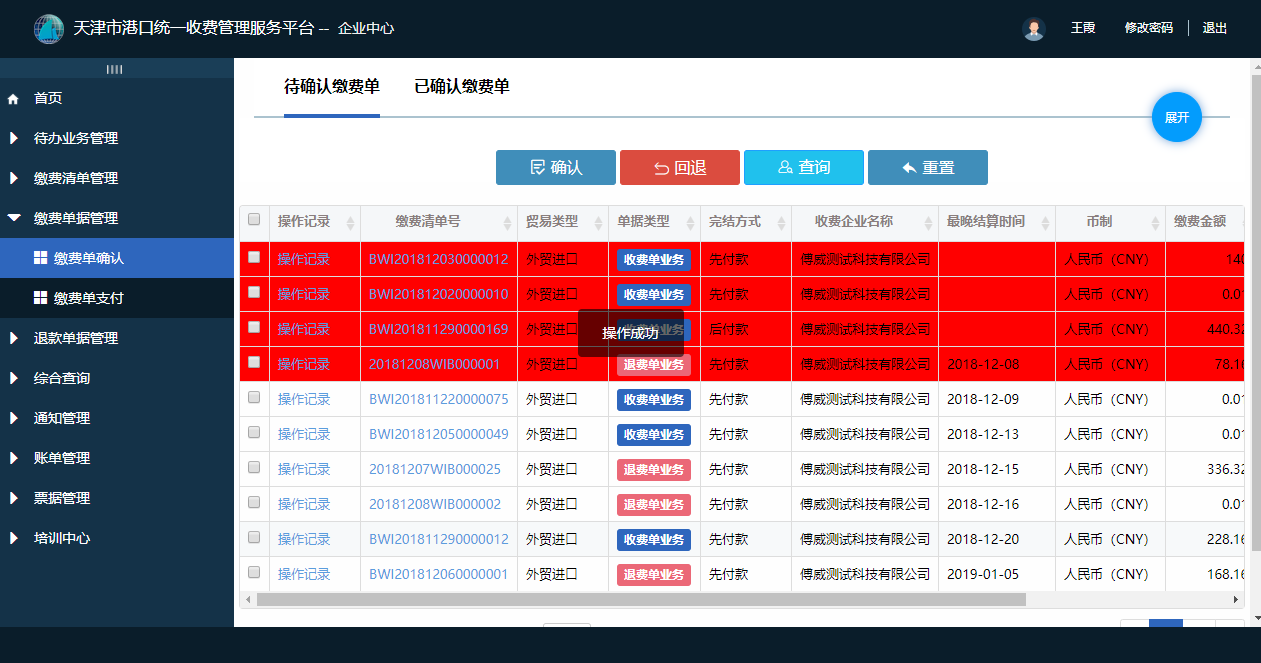 天津市港口统一收费管理服务平台 -- 企业中心
王霞 修改密码 退出
首页
待办业务管理
缴费清单管理
缴费单据管理
缴费单确认
缴费单支付
退款单据管理
综合查询
通知管理
账单管理
票据管理
培训中心
待确认缴费单 已确认缴费单
展开
确认 回退 查询 重置
操作记录 缴费清单号 贸易类型 单据类型 完结方式 收费企业名称 最晚结算时间 币制 缴费金额
操作记录 BWI201812030000012 外贸进口 收费单业务 先付款 傅威测试科技有限公司 人民币（CNY） 140
操作记录 BWI201812020000010 外贸进口 收费单业务 先付款 傅威测试科技有限公司 人民币（CNY） 0.01
操作记录 BWI201811290000169 外贸进口 收费单业务 后付款 傅威测试科技有限公司 人民币（CNY） 440.32
操作成功
操作记录 20181208WIB000001 外贸进口 退费单业务 先付款 傅威测试科技有限公司 2018-12-08 人民币（CNY） 78.16
操作记录 BWI201811220000075 外贸进口 收费单业务 先付款 傅威测试科技有限公司 2018-12-09 人民币（CNY） 0.01
操作记录 BWI201812050000049 外贸进口 收费单业务 先付款 傅威测试科技有限公司 2018-12-13 人民币（CNY） 0.01
操作记录 20181207WIB000025 外贸进口 退费单业务 先付款 傅威测试科技有限公司 2018-12-15 人民币（CNY） 336.32
操作记录 20181208WIB000002 外贸进口 退费单业务 先付款 傅威测试科技有限公司 2018-12-16 人民币（CNY） 0.01
操作记录 BWI201811290000012 外贸进口 收费单业务 先付款 傅威测试科技有限公司 2018-12-20 人民币（CNY） 228.16
操作记录 BWI201812060000001 外贸进口 退费单业务 先付款 傅威测试科技有限公司 2019-01-05 人民币（CNY） 168.16